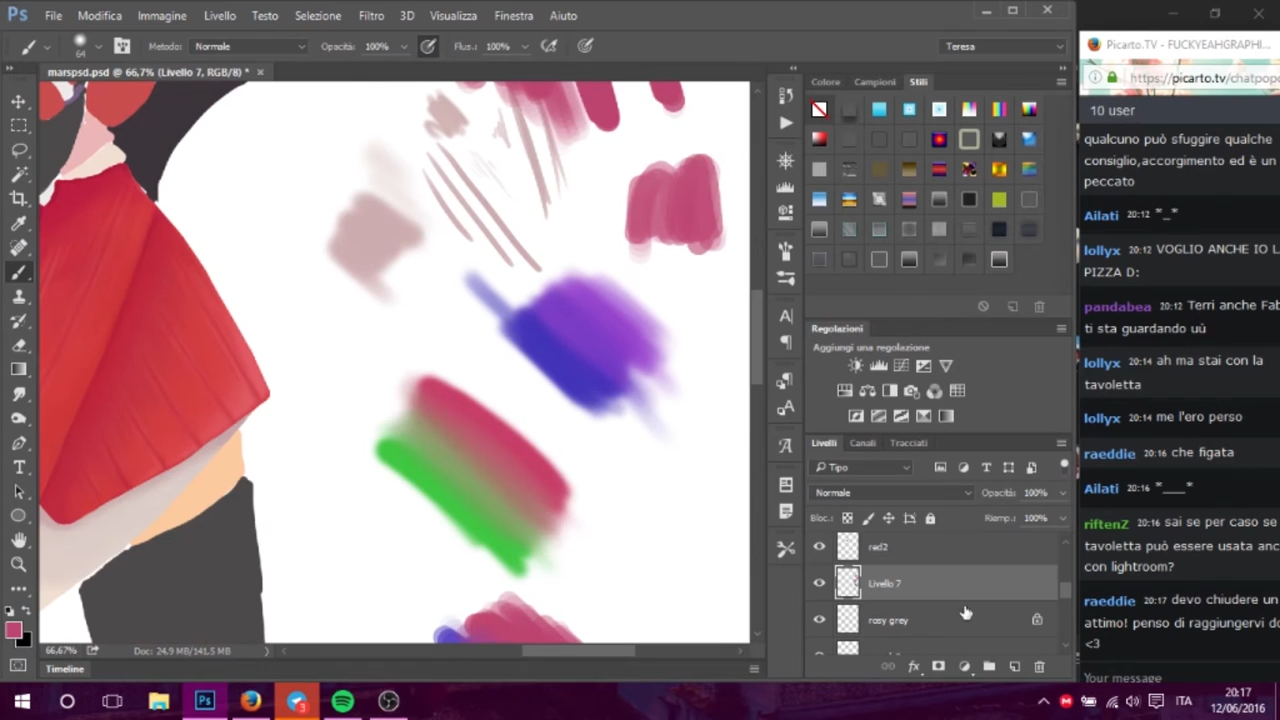 Ps File Modifica Immagine Livello Testo Selezione Filtro 3D Visualizza Finestra Aiuto
64 Metodo: Normale Opacità: 100% Flus.: 100% Teresa
marspsd.psd @ 66,7% (Livello 7, RGB/8) * ×
Colore Campioni Stili
Regolazioni
Aggiungi una regolazione
Livelli Canali Tracciati
Tipo
Normale Opacità: 100%
Bloc.: Riemp.: 100%
red2
Livello 7
rosy grey
66,67% Doc: 24.9 MB/141,5 MB
Timeline
Picarto.TV - FUCKYEAHGRAPHI...
https://picarto.tv/chatpopo
10 user
qualcuno può sfuggire qualche
consiglio,accorgimento ed è un
peccato
Ailati 20:12 *_*
lollyx 20:12 VOGLIO ANCHE IO L
PIZZA D:
pandabea 20:12 Terri anche Fab
ti sta guardando uù
lollyx 20:14 ah ma stai con la
tavoletta
lollyx 20:14 me l'ero perso
raeddie 20:16 che figata
Ailati 20:16 *___*
riftenZ 20:16 sai se per caso se
tavoletta può essere usata anc
con lightroom?
raeddie 20:17 devo chiudere un
attimo! penso di raggiungervi do
<3
Your message
3
ITA
20:17
12/06/2016